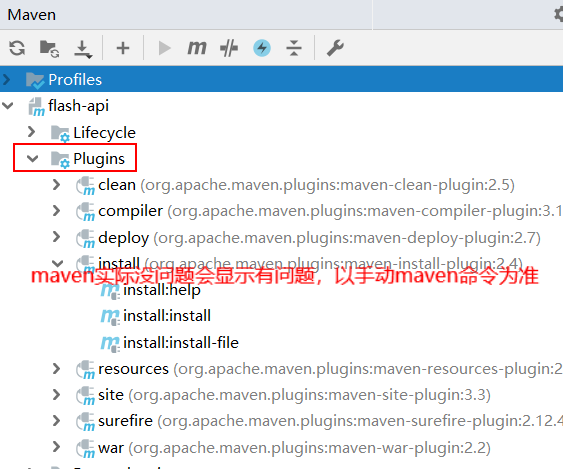 Maven
Profiles
flash-api
Lifecycle
Plugins
clean (org.apache.maven.plugins:maven-clean-plugin:2.5)
compiler (org.apache.maven.plugins:maven-compiler-plugin:3.1
deploy (org.apache.maven.plugins:maven-deploy-plugin:2.7)
install (org.apache.maven.plugins:maven-install-plugin:2.4)
maven实际没问题会显示有问题，以手动maven命令为准
install:help
install:install
install:install-file
resources (org.apache.maven.plugins:maven-resources-plugin:2
site (org.apache.maven.plugins:maven-site-plugin:3.3)
surefire (org.apache.maven.plugins:maven-surefire-plugin:2.12.4
war (org.apache.maven.plugins:maven-war-plugin:2.2)